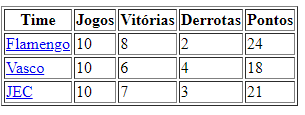 Time Jogos Vitórias Derrotas Pontos
Flamengo 10 8 2 24
Vasco 10 6 4 18
JEC 10 7 3 21